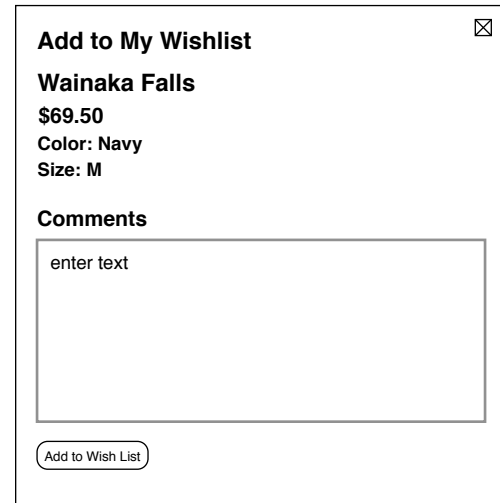 Add to My Wishlist
Wainaka Falls
$69.50
Color: Navy
Size: M
Comments
enter text
Add to Wish List